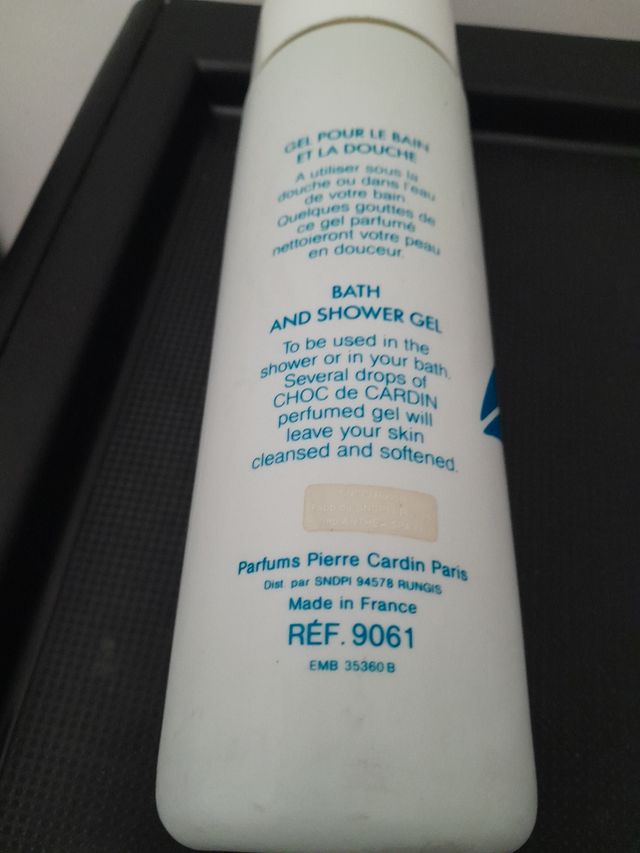 GEL POUR LE BAIN
ET LA DOUCHE
A utiliser sous la
douche ou dans l'eau
de votre bain.
Quelques gouttes de
ce gel parfumé
nettoieront votre peau
en douceur.
BATH
AND SHOWER GEL
To be used in the
shower or in your bath.
Several drops of
CHOC de CARDIN
perfumed gel will
leave your skin
cleansed and softened.
Parfums Pierre Cardin Paris
Dist. par SNDPI 94578 RUNGIS
Made in France
RÉF. 9061
EMB 35360 B